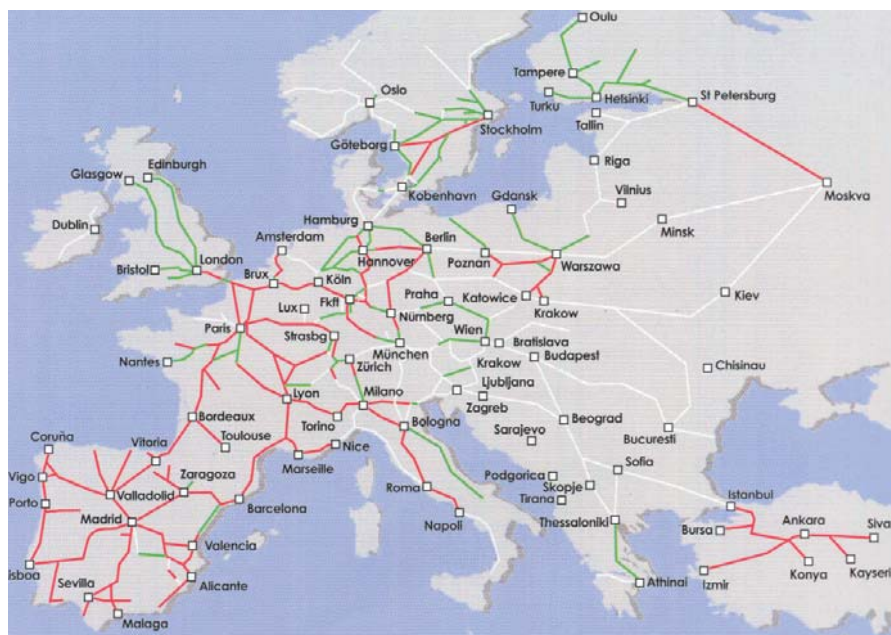 Oulu
Tampere
Oslo
Turku
Helsinki
St Petersburg
Stockholm
Tallin
Göteborg
Riga
Edinburgh
Glasgow
Kobenhavn
Gdansk
Vilnius
Moskva
Dublin
Hamburg
Minsk
Amsterdam
Berlin
London
Hannover
Poznan
Warszawa
Bristol
Brux
Köln
Praha
Katowice
Kiev
Lux
Fkft
Krakow
Nürnberg
Paris
Strasbg
Wien
Bratislava
München
Nantes
Zürich
Krakow
Budapest
Chisinau
Ljubljana
Lyon
Milano
Zagreb
Bordeaux
Torino
Bologna
Beograd
Coruña
Vitoria
Toulouse
Nice
Sarajevo
Bucuresti
Marseille
Sofia
Vigo
Zaragoza
Podgorica
Valladolid
Roma
Skopje
Porto
Barcelona
Tirana
Istanbul
Madrid
Napoli
Thessaloniki
Bursa
Ankara
Siva
Valencia
isboa
Sevilla
Alicante
Athinai
Izmir
Konya
Kayseri
Malaga